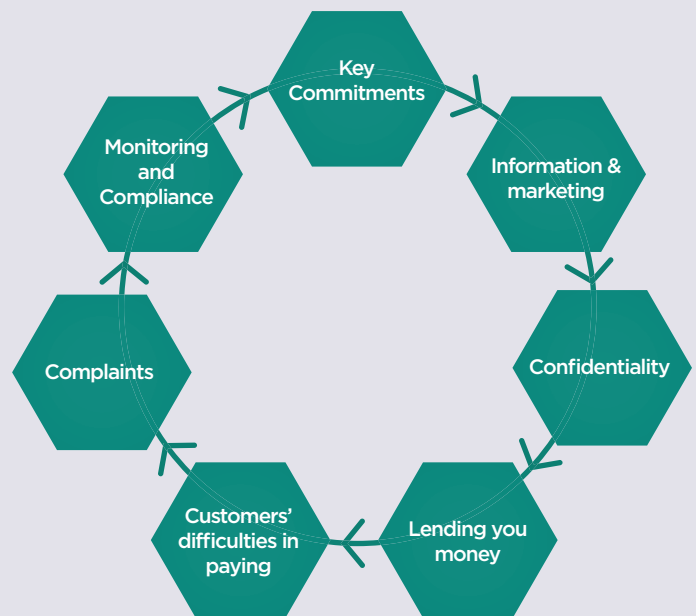 Key
Commitments
Information &
marketing
Confidentiality
Lending you
money
Customers’
difficulties in
paying
Complaints
Monitoring
and
Compliance